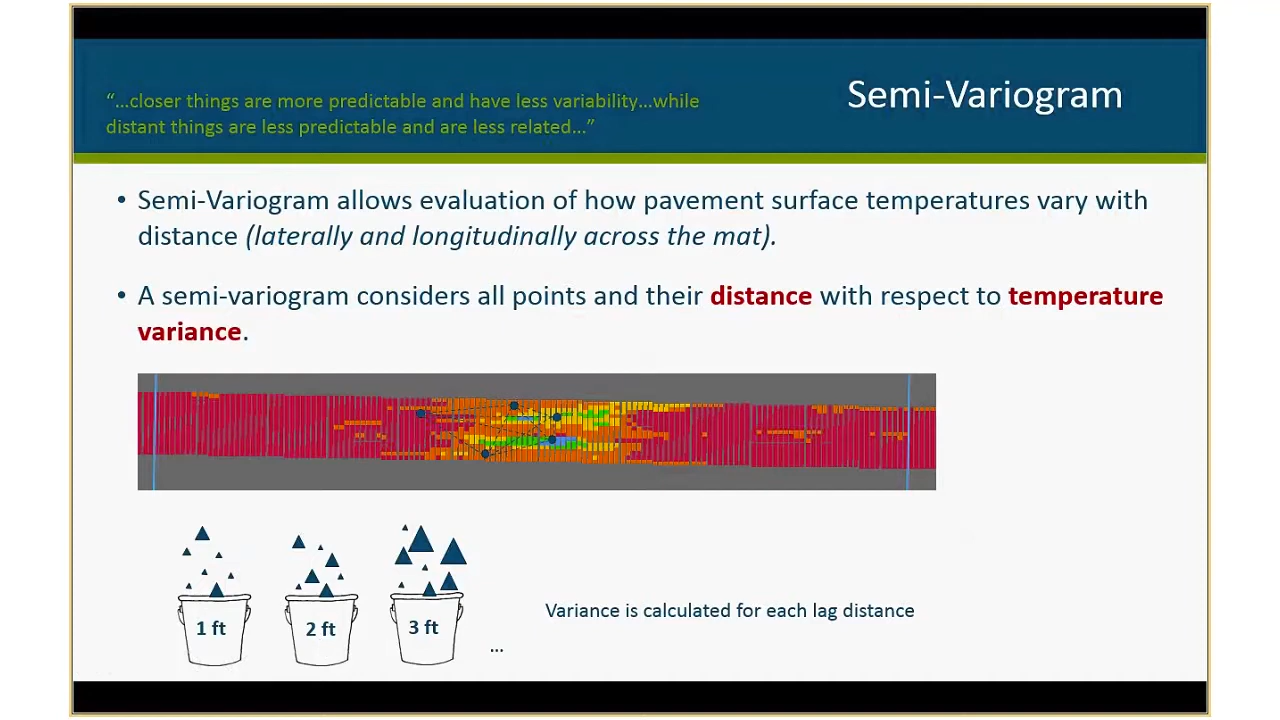 “…closer things are more predictable and have less variability…while
distant things are less predictable and are less related…”
Semi-Variogram
• Semi-Variogram allows evaluation of how pavement surface temperatures vary with
distance (laterally and longitudinally across the mat).
• A semi-variogram considers all points and their distance with respect to temperature
variance.
1 ft
2 ft
3 ft
…
Variance is calculated for each lag distance